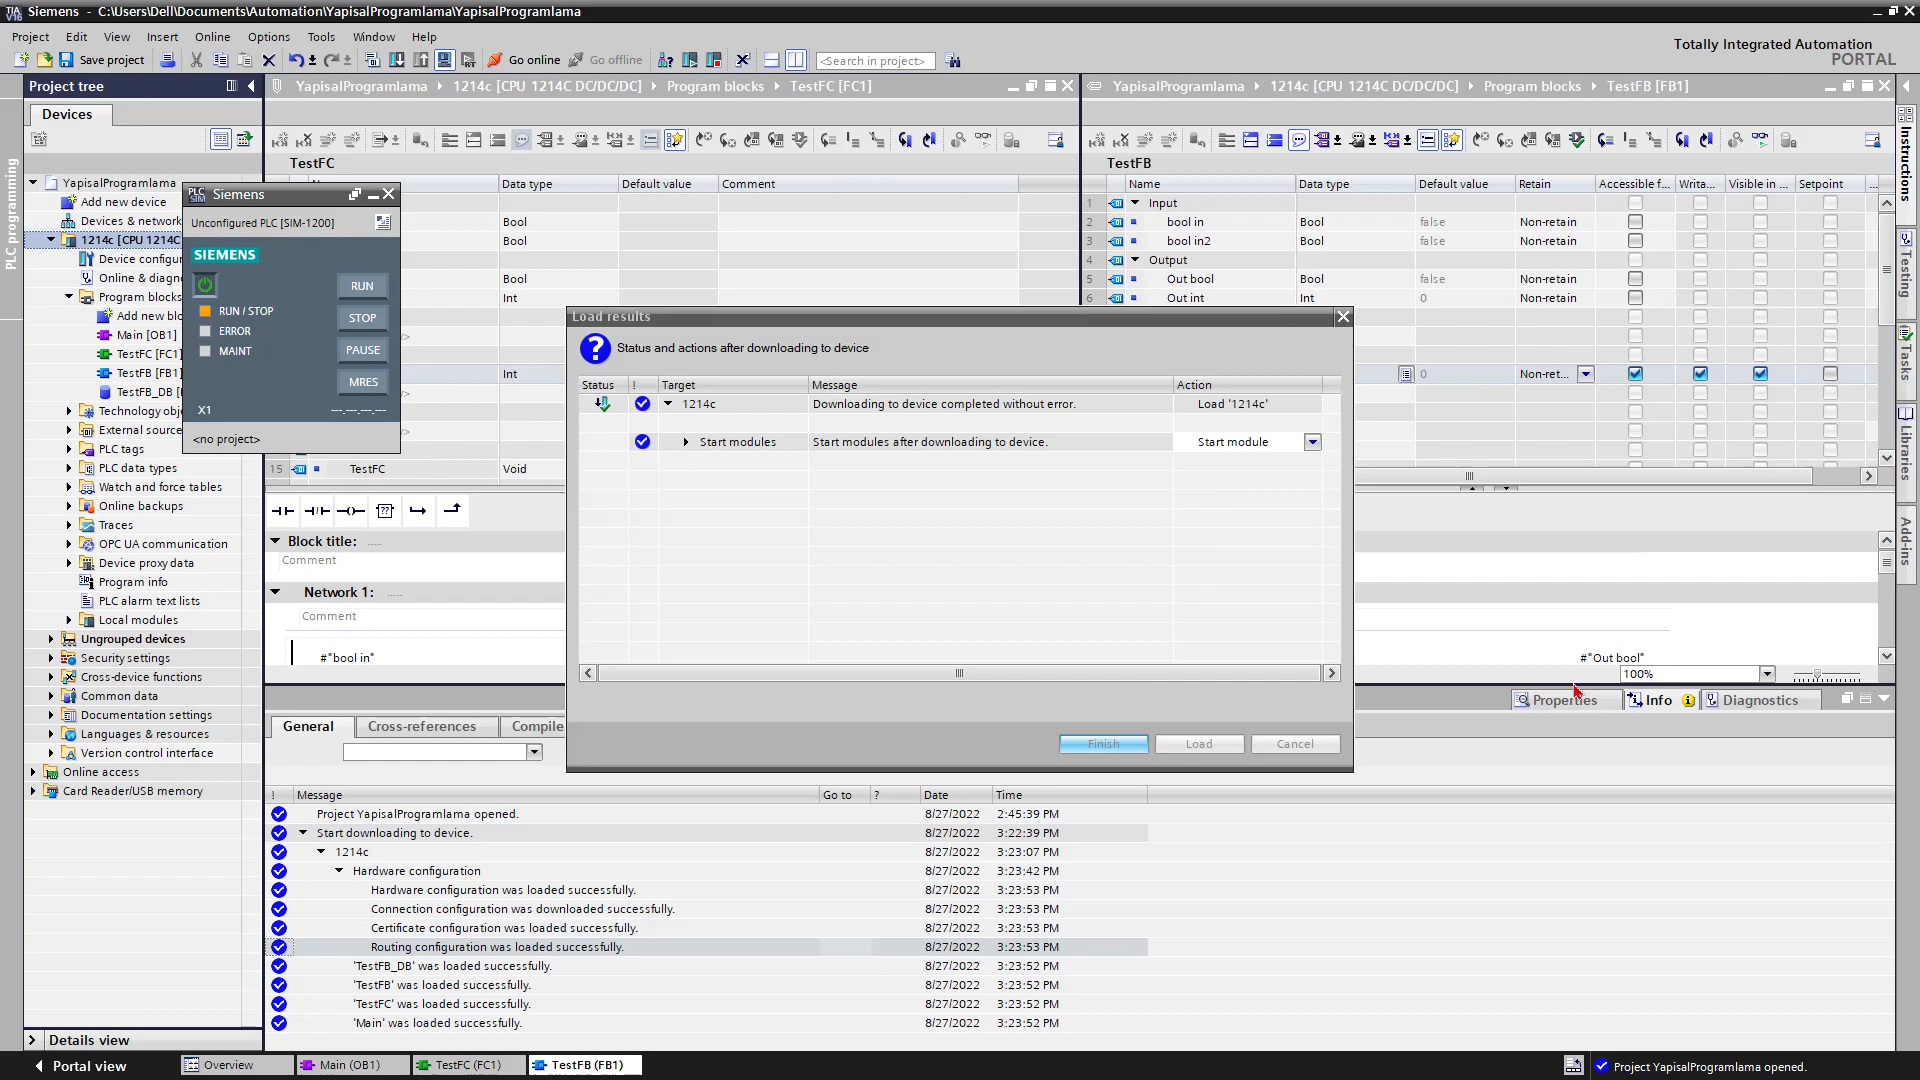 Siemens - C:\Users\Dell\Documents\Automation\YapisalProgramlama\YapisalProgramlama
Project Edit View Insert Online Options Tools Window Help
Totally Integrated Automation
PORTAL
Save project
Go online
Go offline
<Search in project>
Project tree
YapisalProgramlama 1214c [CPU 1214C DC/DC/DC] Program blocks TestFC [FC1]
YapisalProgramlama 1214c [CPU 1214C DC/DC/DC] Program blocks TestFB [FB1]
Devices
PLC programming
YapisalProgramlama
Add new device
Devices & network
1214c [CPU 1214C
Device configur
Online & diagn
Program blocks
Add new blo
Main [OB1]
TestFC [FC1]
TestFB [FB1]
TestFB_DB [
Technology obj
External source
PLC tags
PLC data types
Watch and force tables
Online backups
Traces
OPC UA communication
Device proxy data
Program info
PLC alarm text lists
Local modules
Ungrouped devices
Security settings
Cross-device functions
Common data
Documentation settings
Languages & resources
Version control interface
Online access
Card Reader/USB memory
Details view
Siemens
Unconfigured PLC [SIM-1200]
SIEMENS
RUN / STOP
ERROR
MAINT
RUN
STOP
PAUSE
MRES
X1 ---.---.---.---
<no project>
TestFC
Data type Default value Comment
Bool
Bool
Bool
Int
Int
15 TestFC Void
Block title: .....
Comment
Network 1: .....
Comment
#"bool in"
TestFB
Name Data type Default value Retain Accessible f... Writa... Visible in ... Setpoint ...
1 Input
2 bool in Bool false Non-retain
3 bool in2 Bool false Non-retain
4 Output
5 Out bool Bool false Non-retain
6 Out int Int 0 Non-retain
0 Non-ret...
#"Out bool"
100%
Load results
Status and actions after downloading to device
Status ! Target Message Action
1214c Downloading to device completed without error. Load '1214c'
Start modules Start modules after downloading to device. Start module
Finish Load Cancel
Properties Info Diagnostics
General Cross-references Compile
! Message Go to ? Date Time
Project YapisalProgramlama opened. 8/27/2022 2:45:39 PM
Start downloading to device. 8/27/2022 3:22:39 PM
1214c 8/27/2022 3:23:07 PM
Hardware configuration 8/27/2022 3:23:42 PM
Hardware configuration was loaded successfully. 8/27/2022 3:23:53 PM
Connection configuration was downloaded successfully. 8/27/2022 3:23:53 PM
Certificate configuration was loaded successfully. 8/27/2022 3:23:53 PM
Routing configuration was loaded successfully. 8/27/2022 3:23:53 PM
'TestFB_DB' was loaded successfully. 8/27/2022 3:23:52 PM
'TestFB' was loaded successfully. 8/27/2022 3:23:52 PM
'TestFC' was loaded successfully. 8/27/2022 3:23:52 PM
'Main' was loaded successfully. 8/27/2022 3:23:52 PM
Instructions
Testing
Tasks
Libraries
Add-ins
Portal view Overview Main (OB1) TestFC (FC1) TestFB (FB1)
Project YapisalProgramlama opened.